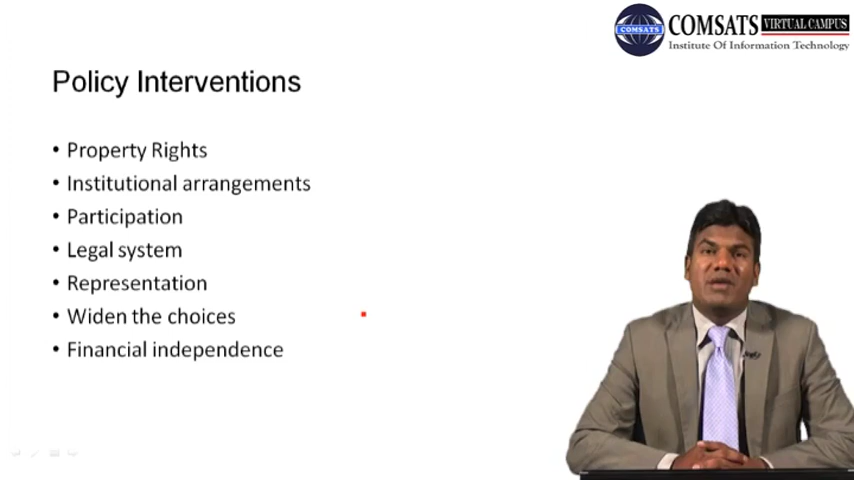 COMSATS VIRTUAL CAMPUS
COMSATS
Institute Of Information Technology
Policy Interventions
• Property Rights
• Institutional arrangements
• Participation
• Legal system
• Representation
• Widen the choices
• Financial independence